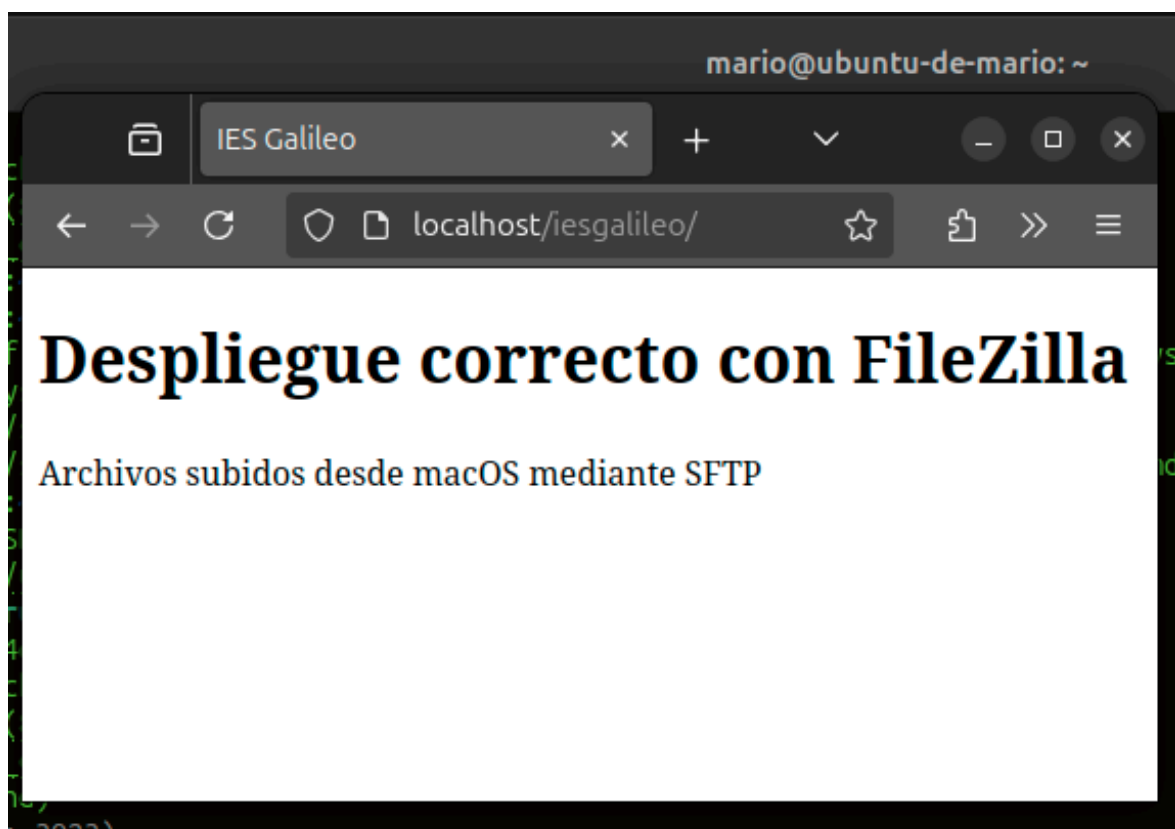 mario@ubuntu-de-mario: ~
IES Galileo
localhost/iesgalileo/
Despliegue correcto con FileZilla
Archivos subidos desde macOS mediante SFTP